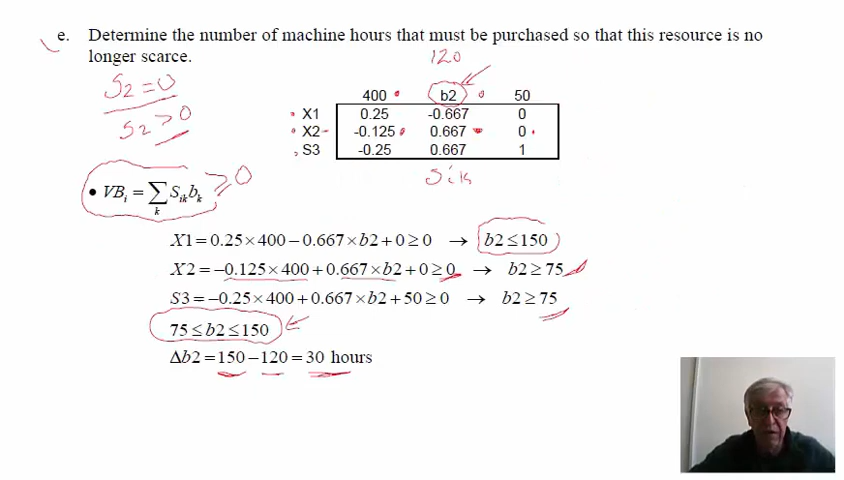 e. Determine the number of machine hours that must be purchased so that this resource is no
longer scarce.
120
S2=0
S2>0
400 b2 50
X1 0.25 -0.667 0
X2 -0.125 0.667 0
S3 -0.25 0.667 1
Sik
• VBi = ∑k Sik bk ≥0
X1=0.25×400−0.667×b2+0≥0 → b2≤150
X2=−0.125×400+0.667×b2+0≥0 → b2≥75
S3=−0.25×400+0.667×b2+50≥0 → b2≥75
75≤b2≤150
Δb2=150−120=30 hours